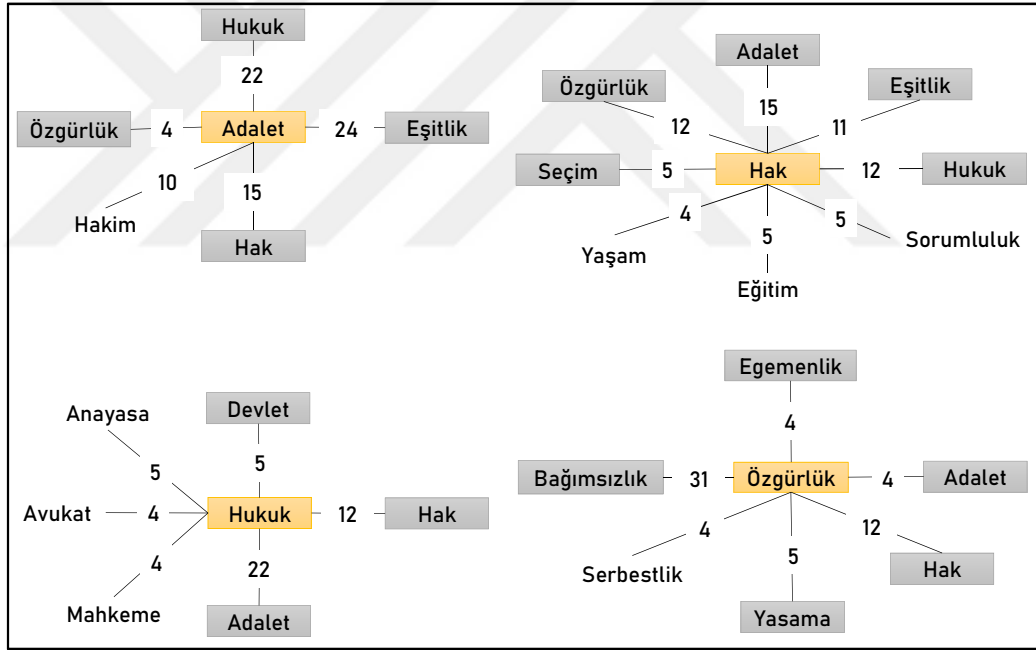 Hukuk
22
Özgürlük 4 Adalet 24 Eşitlik
10
15
Hakim
Hak
Adalet
Özgürlük
Eşitlik
15
12
11
Seçim 5 Hak 12 Hukuk
4
5
5
Yaşam
Sorumluluk
Eğitim
Anayasa
Devlet
5
5
Avukat 4 Hukuk 12 Hak
4
22
Mahkeme
Adalet
Egemenlik
4
Bağımsızlık 31 Özgürlük 4 Adalet
4
12
5
Serbestlik
Hak
Yasama